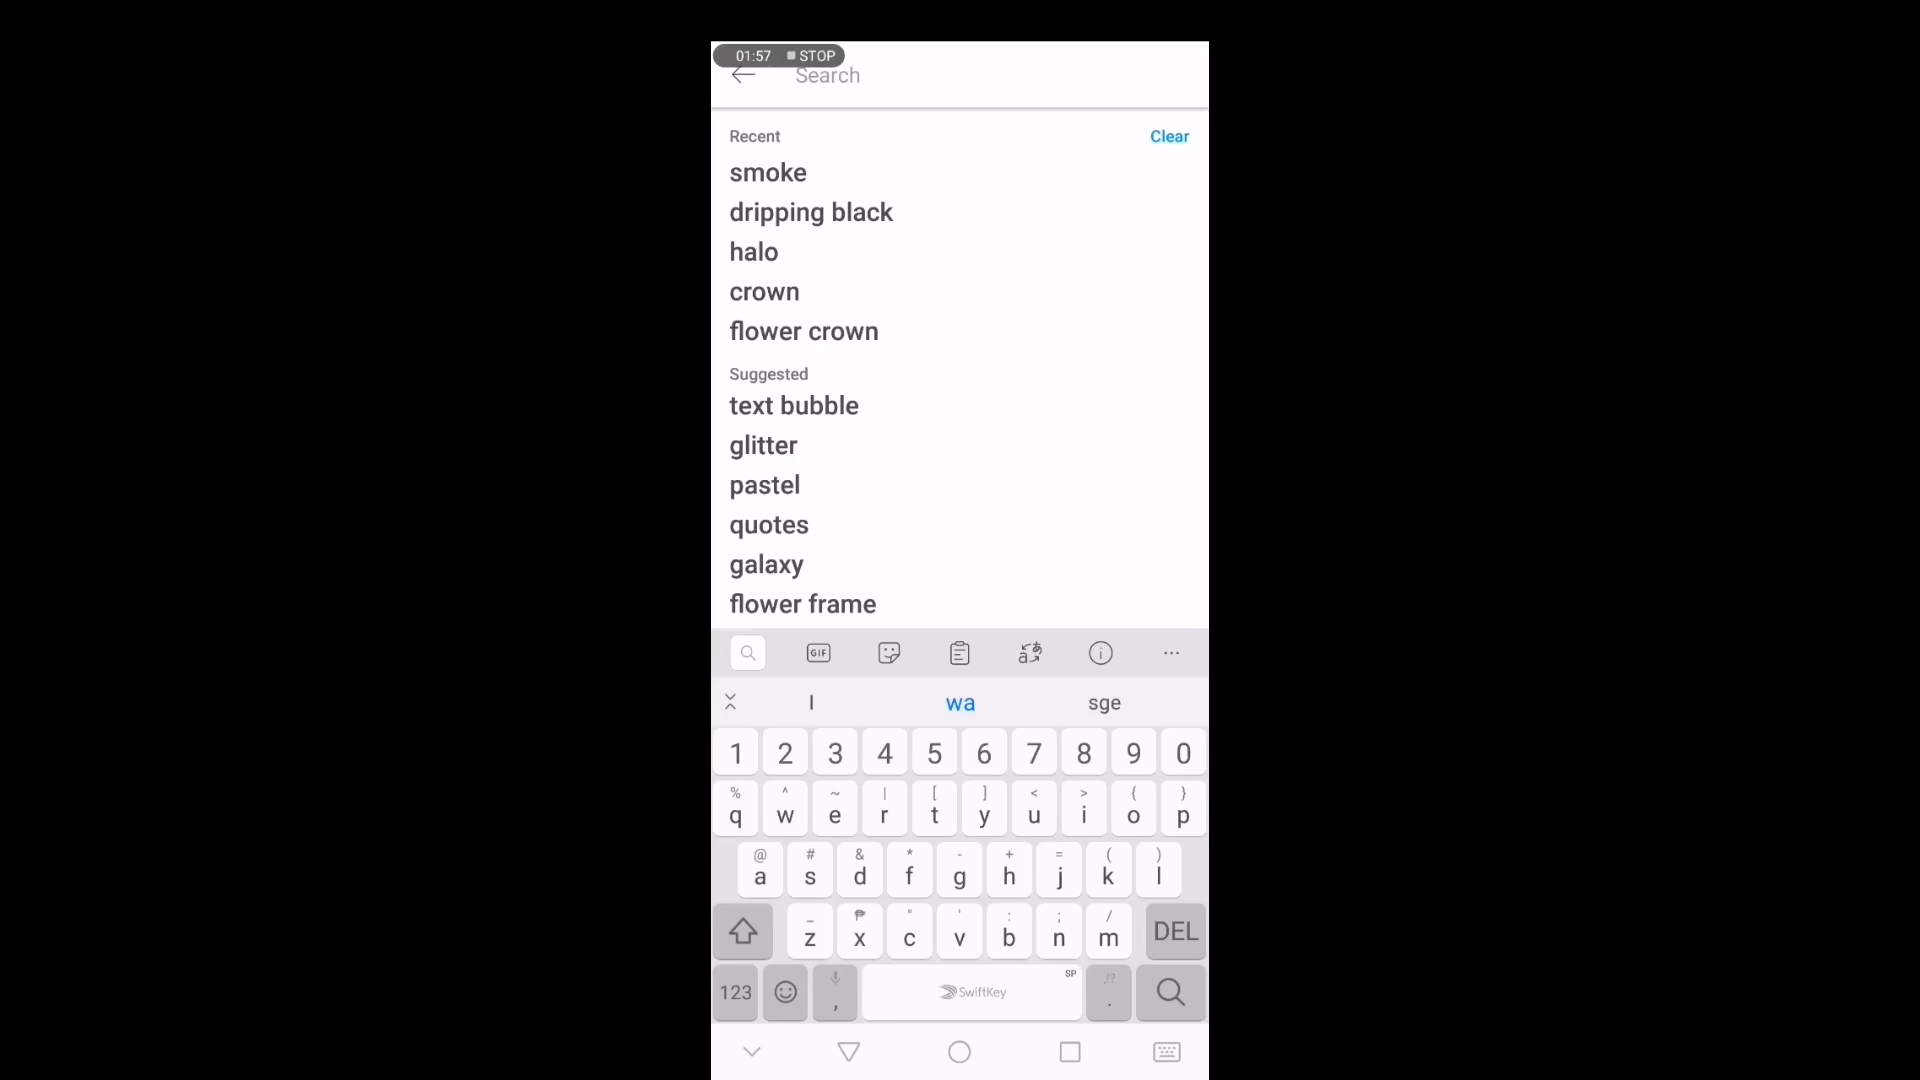 01:57 STOP
Search
Recent Clear
smoke
dripping black
halo
crown
flower crown
Suggested
text bubble
glitter
pastel
quotes
galaxy
flower frame
GIF
I wa sge
1 2 3 4 5 6 7 8 9 0
% ^ ~ | [ ] < > { }
q w e r t y u i o p
@ # & * - + = ( )
a s d f g h j k l
_ ₱ " ' : ; /
z x c v b n m DEL
SP
,!?
123 , SwiftKey .